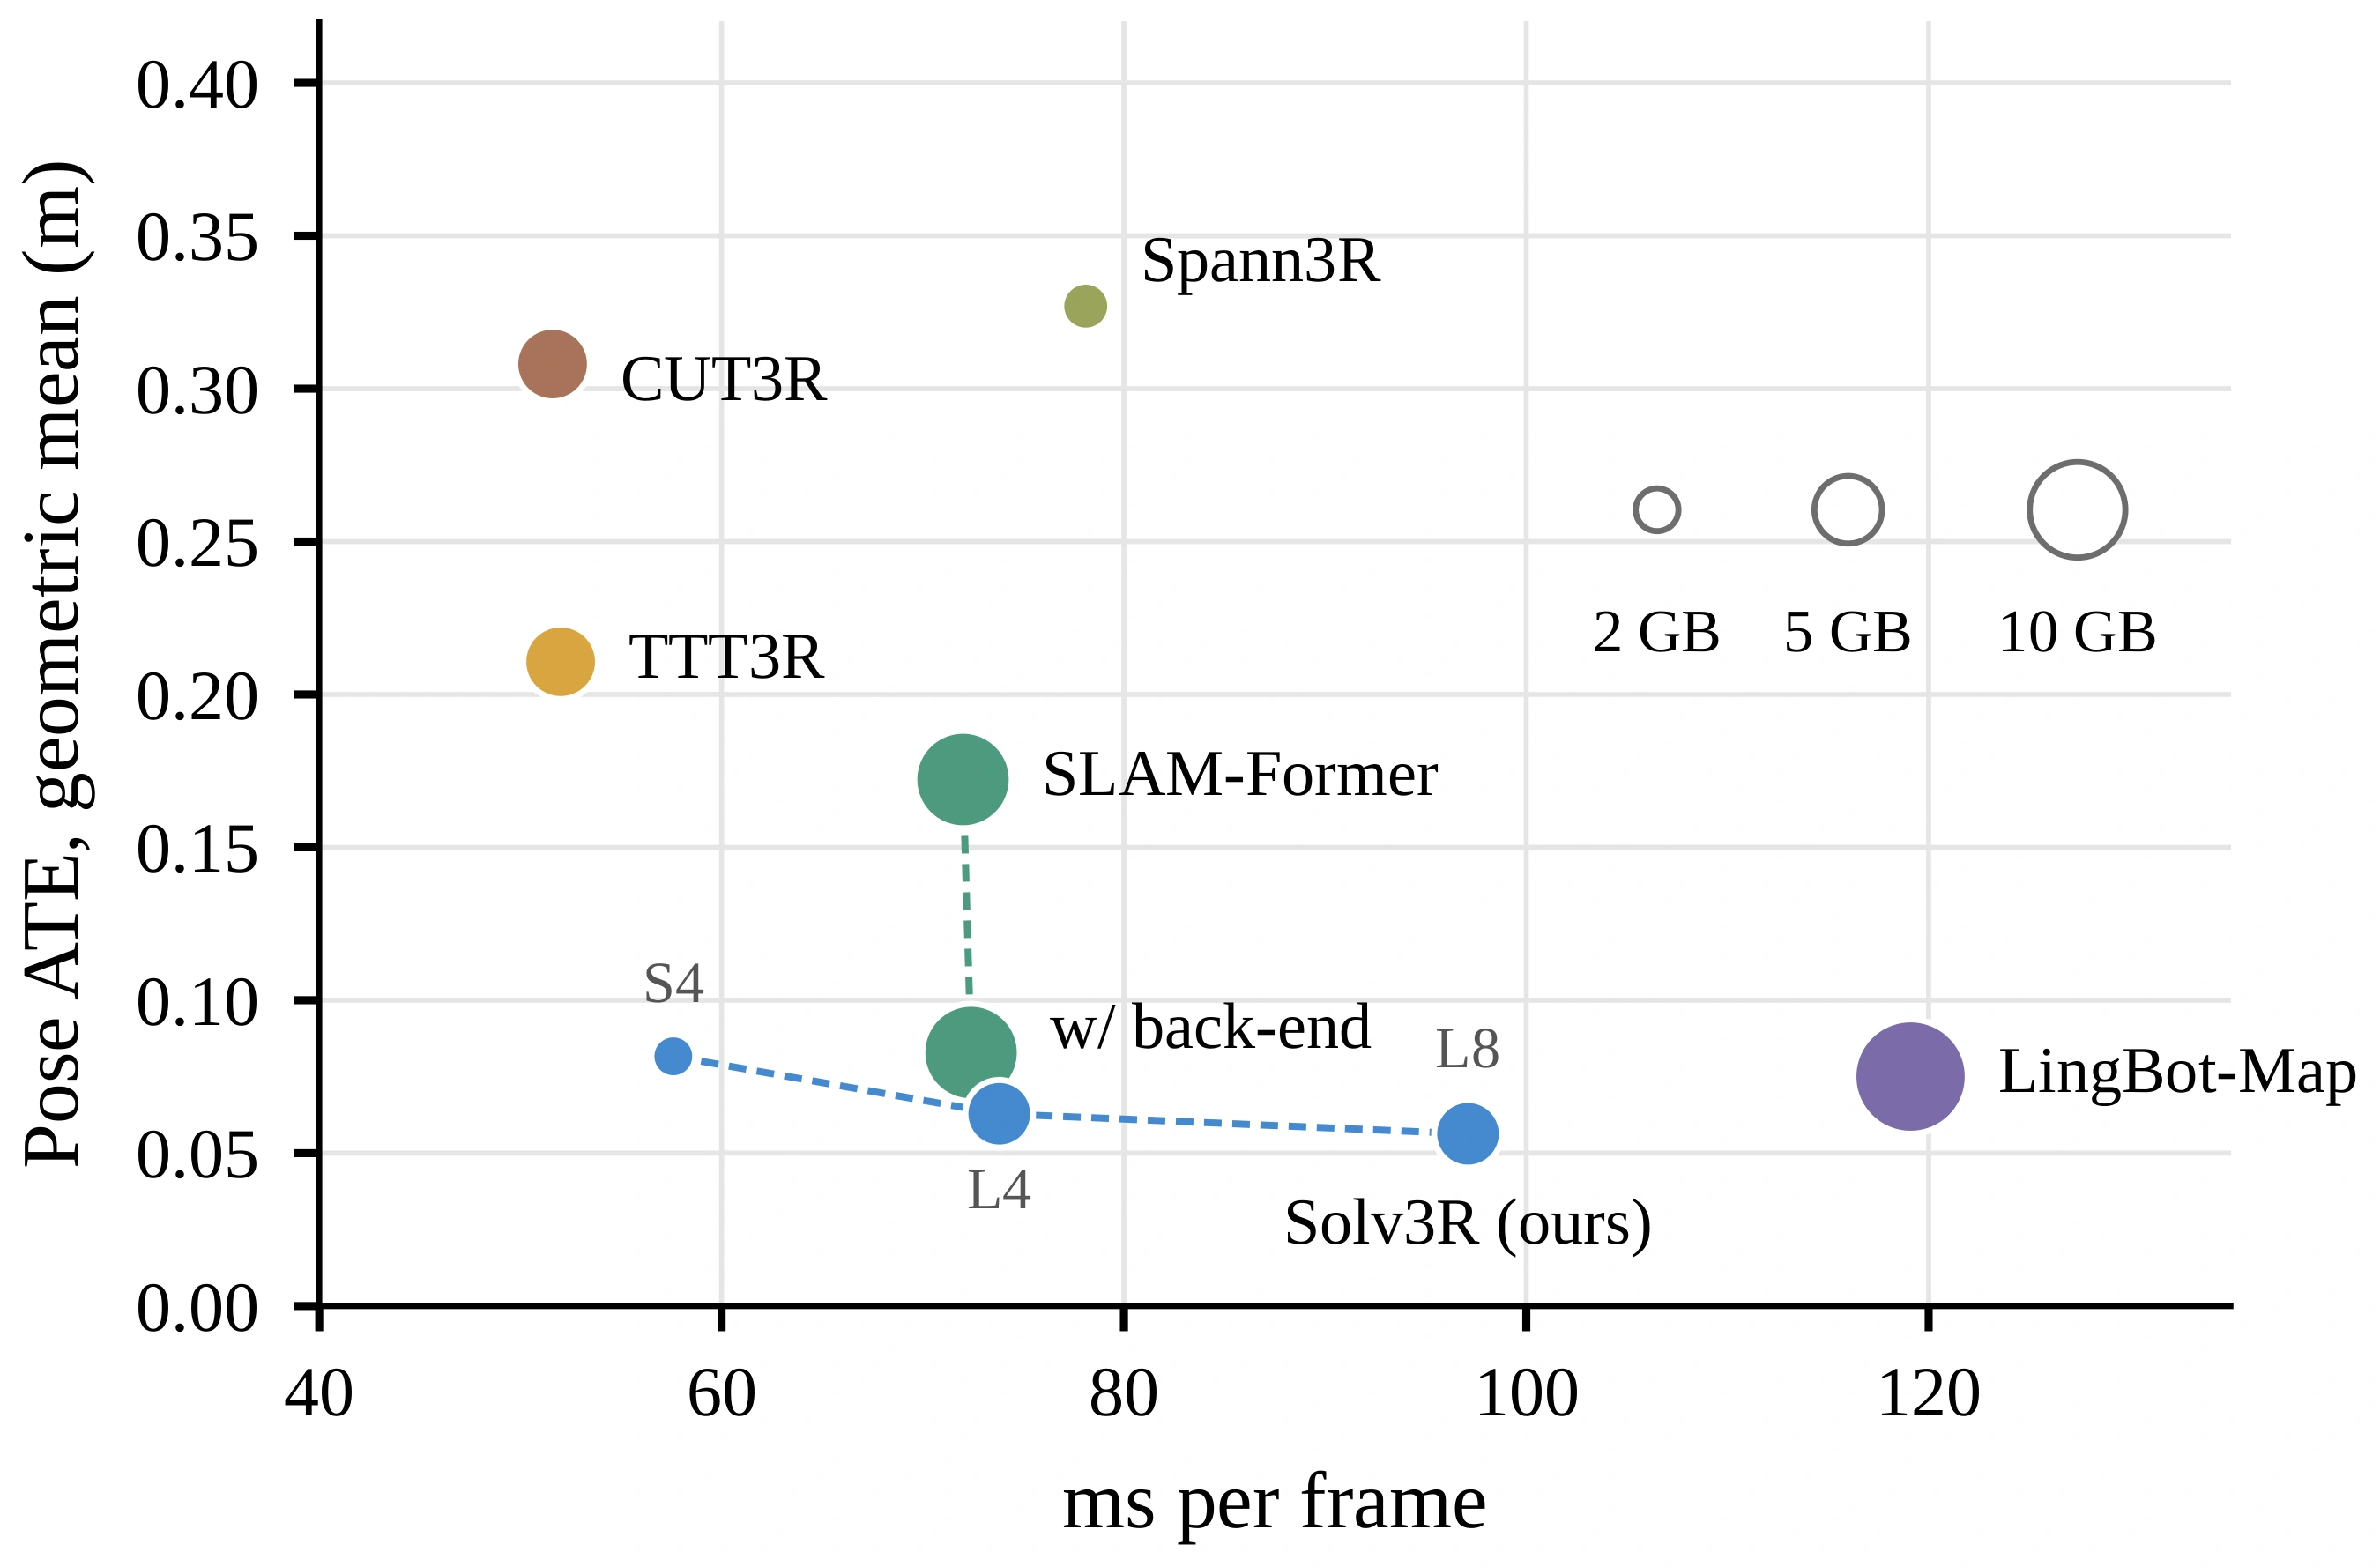 Pose ATE, geometric mean (m)
0.40
0.35
0.30
0.25
0.20
0.15
0.10
0.05
0.00
Spann3R
CUT3R
2 GB 5 GB 10 GB
TTT3R
SLAM-Former
S4
w/ back-end
L8
LingBot-Map
L4
Solv3R (ours)
40 60 80 100 120
ms per frame